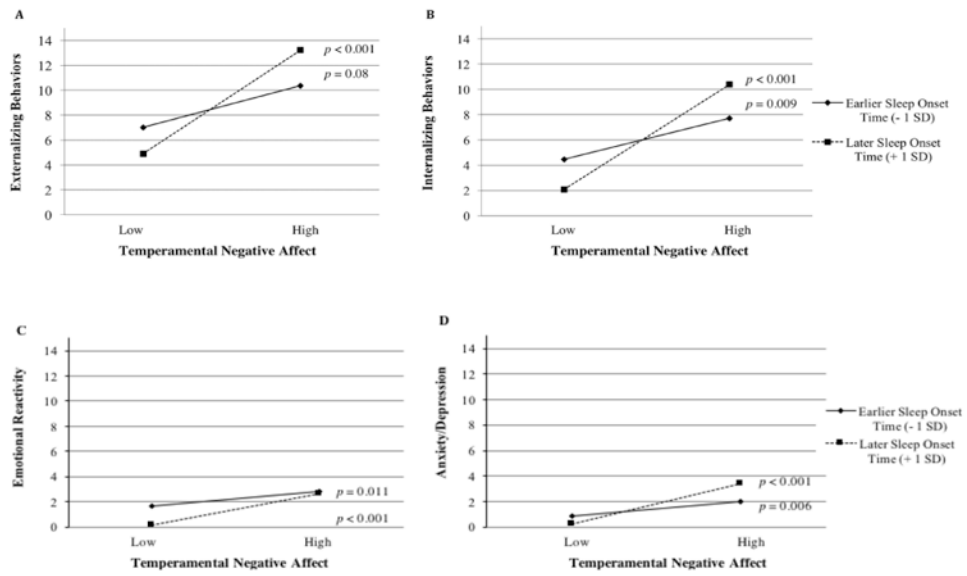 A
14
12
10
8
6
4
2
0
Externalizing Behaviors
p < 0.001
p = 0.08
Low
High
Temperamental Negative Affect
B
14
12
10
8
6
4
2
0
Internalizing Behaviors
p < 0.001
p = 0.009
Low
High
Temperamental Negative Affect
Earlier Sleep Onset
Time (- 1 SD)
Later Sleep Onset
Time (+ 1 SD)
C
14
12
10
8
6
4
2
0
Emotional Reactivity
p = 0.011
p < 0.001
Low
High
Temperamental Negative Affect
D
14
12
10
8
6
4
2
0
Anxiety/Depression
p < 0.001
p = 0.006
Low
High
Temperamental Negative Affect
Earlier Sleep Onset
Time (- 1 SD)
Later Sleep Onset
Time (+ 1 SD)